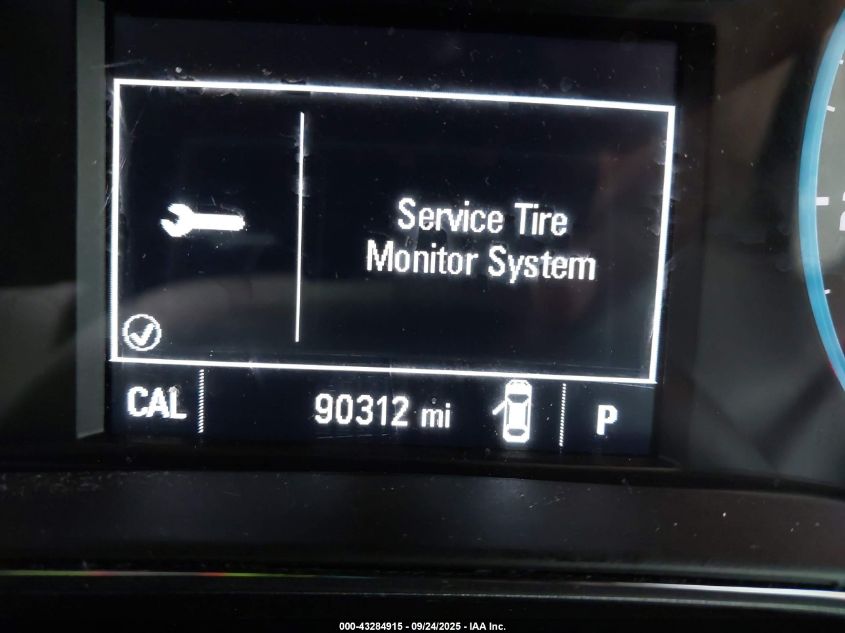 Service Tire
Monitor System
CAL 90312 mi P
000-43284915 - 09/24/2025 - IAA Inc.